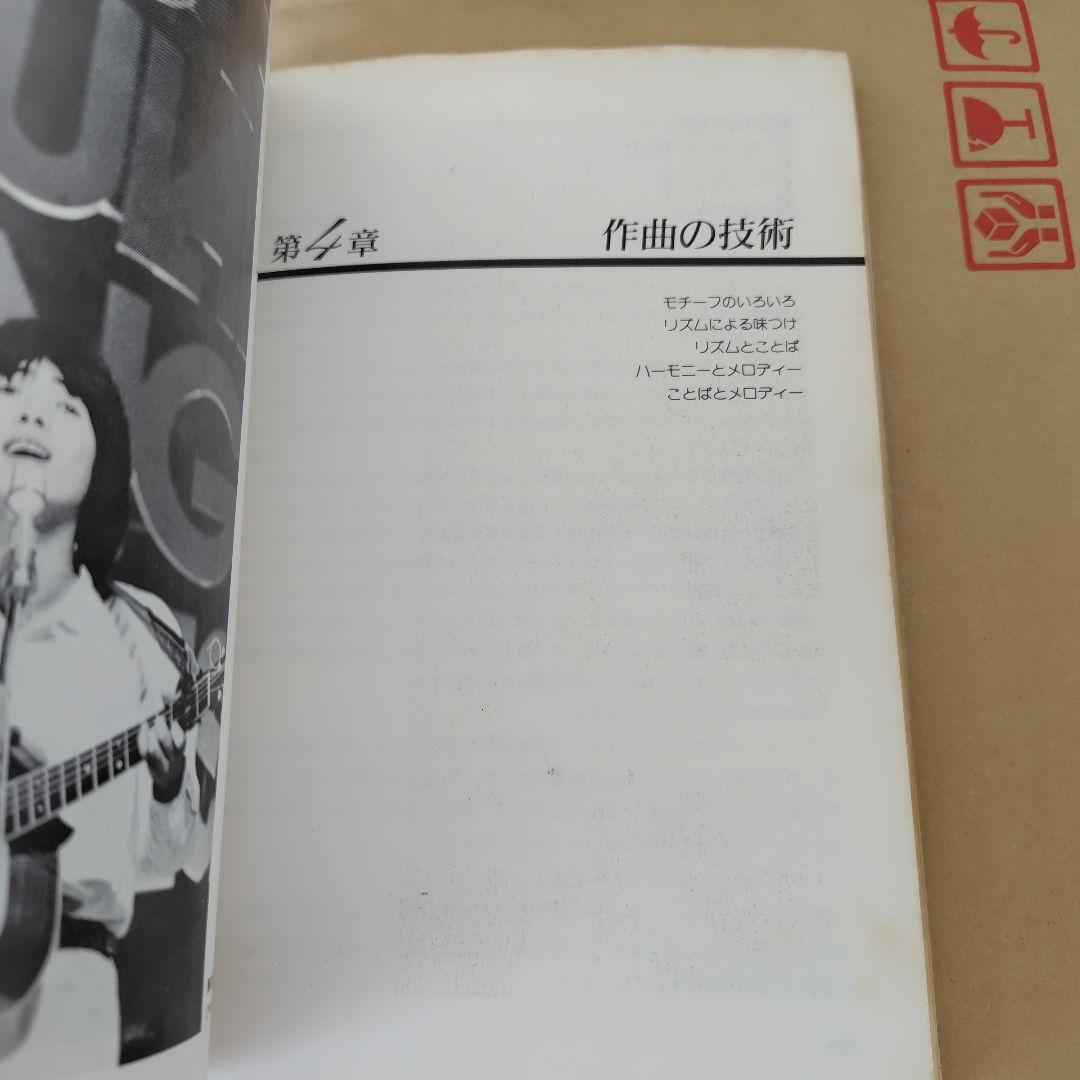 第4章
作曲の技術
モチーフのいろいろ
リズムによる味つけ
リズムとことば
ハーモニーとメロディー
ことばとメロディー